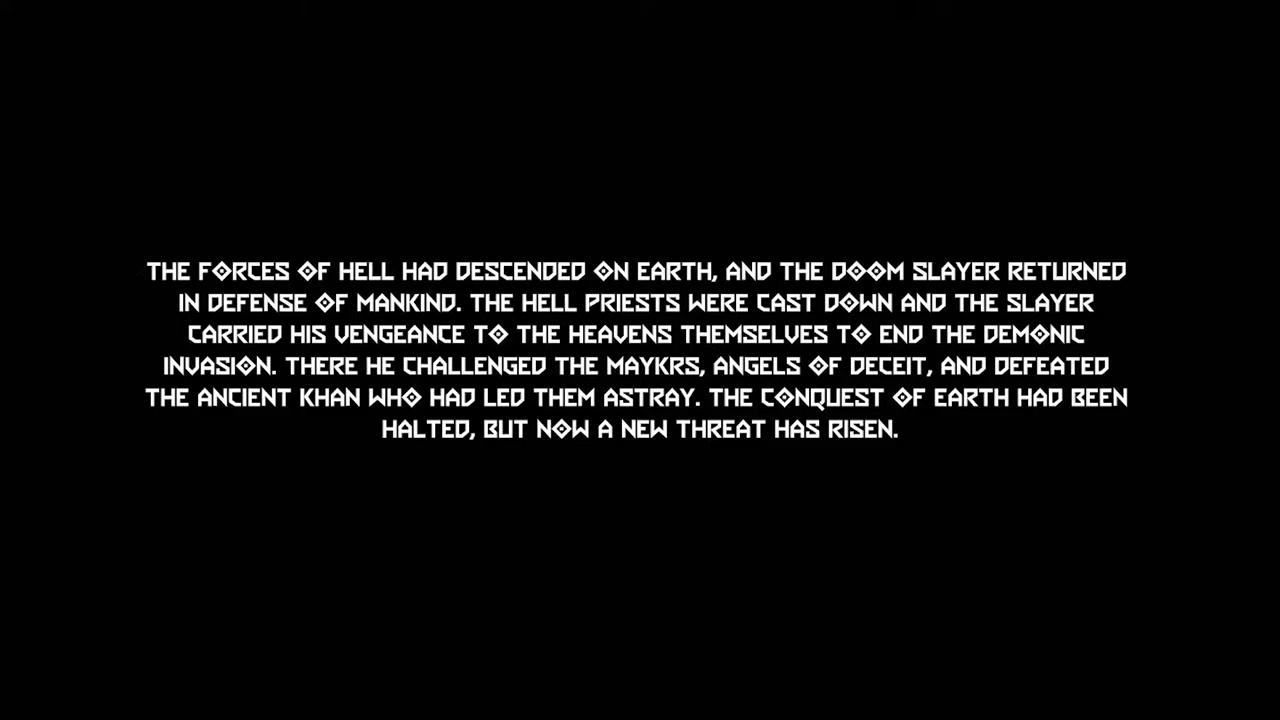 THE FORCES OF HELL HAD DESCENDED ON EARTH, AND THE DOOM SLAYER RETURNED
IN DEFENSE OF MANKIND. THE HELL PRIESTS WERE CAST DOWN AND THE SLAYER
CARRIED HIS VENGEANCE TO THE HEAVENS THEMSELVES TO END THE DEMONIC
INVASION. THERE HE CHALLENGED THE MAYKRS, ANGELS OF DECEIT, AND DEFEATED
THE ANCIENT KHAN WHO HAD LED THEM ASTRAY. THE CONQUEST OF EARTH HAD BEEN
HALTED, BUT NOW A NEW THREAT HAS RISEN.